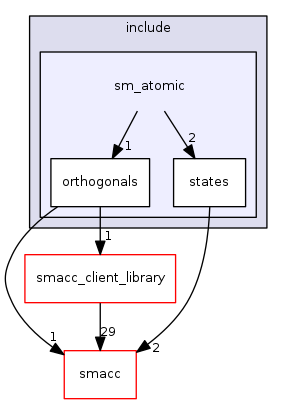 include
sm_atomic
1
2
orthogonals
states
1
smacc_client_library
1
29
2
smacc